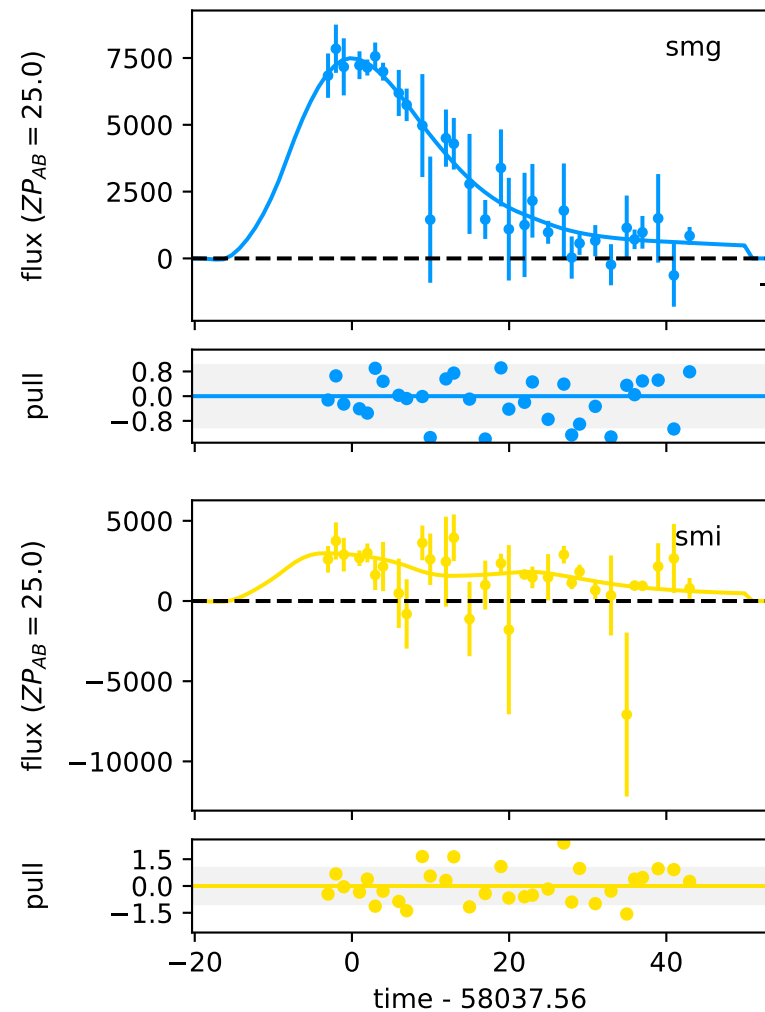 smg
flux (ZP_AB = 25.0)
7500
5000
2500
0
pull
0.8
0.0
−0.8
smi
flux (ZP_AB = 25.0)
5000
0
−5000
−10000
pull
1.5
0.0
−1.5
−20 0 20 40
time - 58037.56